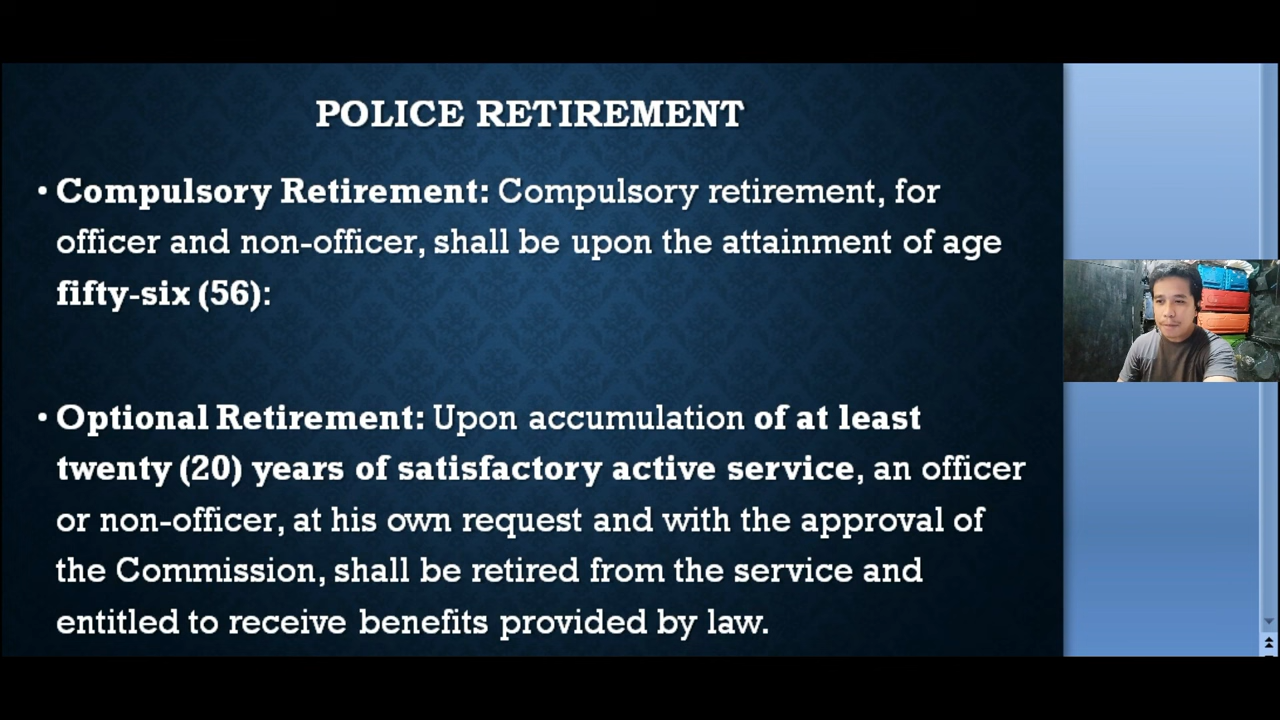 POLICE RETIREMENT
• Compulsory Retirement: Compulsory retirement, for
officer and non-officer, shall be upon the attainment of age
fifty-six (56):
• Optional Retirement: Upon accumulation of at least
twenty (20) years of satisfactory active service, an officer
or non-officer, at his own request and with the approval of
the Commission, shall be retired from the service and
entitled to receive benefits provided by law.